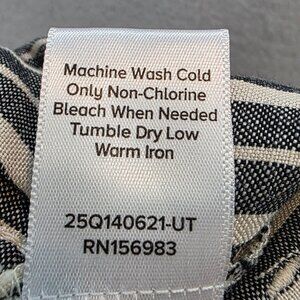 Machine Wash Cold
Only Non-Chlorine
Bleach When Needed
Tumble Dry Low
Warm Iron
25Q140621-UT
RN156983